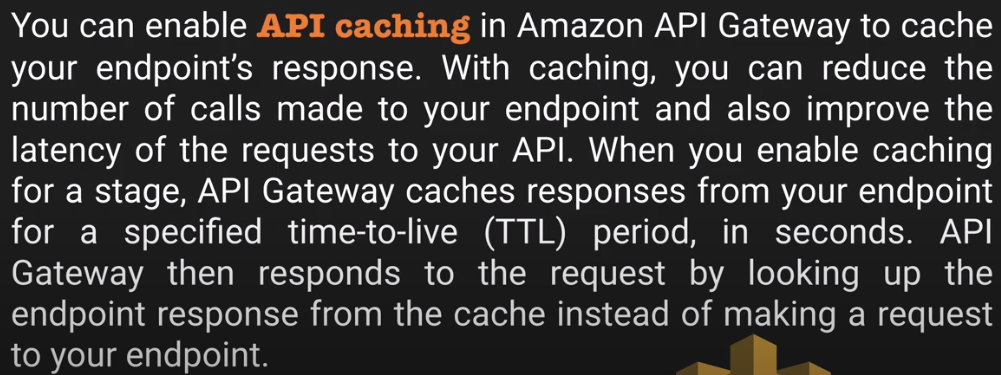 You can enable API caching in Amazon API Gateway to cache
your endpoint's response. With caching, you can reduce the
number of calls made to your endpoint and also improve the
latency of the requests to your API. When you enable caching
for a stage, API Gateway caches responses from your endpoint
for a specified time-to-live (TTL) period, in seconds. API
Gateway then responds to the request by looking up the
endpoint response from the cache instead of making a request
to your endpoint.